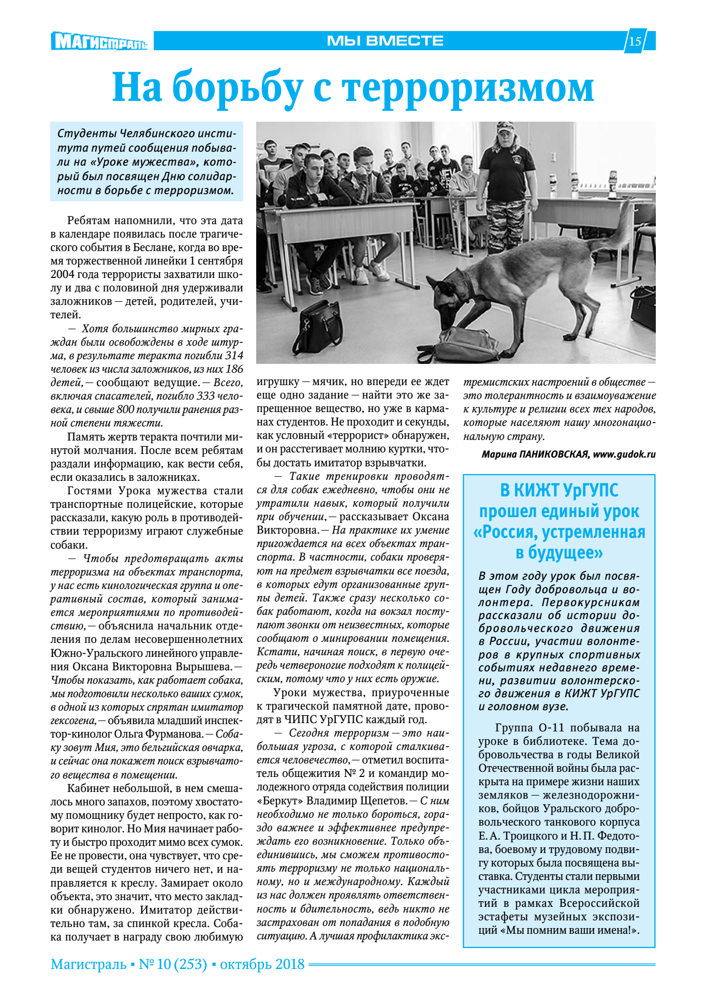 Магистраль
МЫ ВМЕСТЕ
15
На борьбу с терроризмом
Студенты Челябинского инсти-
тута путей сообщения побыва-
ли на «Уроке мужества», кото-
рый был посвящен Дню солидар-
ности в борьбе с терроризмом.
Ребятам напомнили, что эта дата
в календаре появилась после трагиче-
ского события в Беслане, когда во вре-
мя торжественной линейки 1 сентября
2004 года террористы захватили шко-
лу и два с половиной дня удерживали
заложников — детей, родителей, учи-
телей.
— Хотя большинство мирных гра-
ждан были освобождены в ходе штур-
ма, в результате теракта погибли 314
человек из числа заложников, из них 186
детей, — сообщают ведущие. — Всего,
включая спасателей, погибло 333 чело-
века, и свыше 800 получили ранения раз-
ной степени тяжести.
Память жертв теракта почтили ми-
нутой молчания. После всем ребятам
раздали информацию, как вести себя,
если оказались в заложниках.
Гостями Урока мужества стали
транспортные полицейские, которые
рассказали, какую роль в противодей-
ствии терроризму играют служебные
собаки.
— Чтобы предотвращать акты
терроризма на объектах транспорта,
у нас есть кинологическая группа и опе-
ративный состав, который занима-
ется мероприятиями по противодей-
ствию, — объяснила начальник отде-
ления по делам несовершеннолетних
Южно-Уральского линейного управле-
ния Оксана Викторовна Вырышева. —
Чтобы показать, как работает собака,
мы подготовили несколько ваших сумок,
в одной из которых спрятан имитатор
гексогена, — объявила младший инспек-
тор-кинолог Ольга Фурманова. — Соба-
ку зовут Мия, это бельгийская овчарка,
и сейчас она покажет поиск взрывчато-
го вещества в помещении.
Кабинет небольшой, в нем смеша-
лось много запахов, поэтому хвостато-
му помощнику будет непросто, как го-
ворит кинолог. Но Мия начинает рабо-
ту и быстро проходит мимо всех сумок.
Ее не провести, она чувствует, что сре-
ди вещей студентов ничего нет, и на-
правляется к креслу. Замирает около
объекта, это значит, что место заклад-
ки обнаружено. Имитатор действи-
тельно там, за спинкой кресла. Соба-
ка получает в награду свою любимую
игрушку — мячик, но впереди ее ждет
еще одно задание — найти это же за-
прещенное вещество, но уже в карма-
нах студентов. Не проходит и секунды,
как условный «террорист» обнаружен,
и он расстегивает молнию куртки, что-
бы достать имитатор взрывчатки.
— Такие тренировки проводят-
ся для собак ежедневно, чтобы они не
утратили навык, который получили
при обучении, — рассказывает Оксана
Викторовна. — На практике их умение
пригождается на всех объектах тран-
спорта. В частности, собаки проверя-
ют на предмет взрывчатки все поезда,
в которых едут организованные груп-
пы детей. Также сразу несколько со-
бак работают, когда на вокзал посту-
пают звонки от неизвестных, которые
сообщают о минировании помещения.
Кстати, начиная поиск, в первую оче-
редь четвероногие подходят к полицей-
ским, потому что у них есть оружие.
Уроки мужества, приуроченные
к трагической памятной дате, прово-
дят в ЧИПС УрГУПС каждый год.
— Сегодня терроризм — это наи-
большая угроза, с которой сталкива-
ется человечество, — отметил воспита-
тель общежития № 2 и командир мо-
лодежного отряда содействия полиции
«Беркут» Владимир Щепетов. — С ним
необходимо не только бороться, гора-
здо важнее и эффективнее предупре-
ждать его возникновение. Только объ-
единившись, мы сможем противосто-
ять терроризму не только националь-
ному, но и международному. Каждый
из нас должен проявлять ответствен-
ность и бдительность, ведь никто не
застрахован от попадания в подобную
ситуацию. А лучшая профилактика экс-
тремистских настроений в обществе —
это толерантность и взаимоуважение
к культуре и религии всех тех народов,
которые населяют нашу многонацио-
нальную страну.
Марина ПАНИКОВСКАЯ, www.gudok.ru
В КИЖТ УрГУПС
прошел единый урок
«Россия, устремленная
в будущее»
В этом году урок был посвя-
щен Году добровольца и во-
лонтера. Первокурсникам
рассказали об истории до-
бровольческого движения
в России, участии волонте-
ров в крупных спортивных
событиях недавнего време-
ни, развитии волонтерско-
го движения в КИЖТ УрГУПС
и головном вузе.
Группа О-11 побывала на
уроке в библиотеке. Тема до-
бровольчества в годы Великой
Отечественной войны была рас-
крыта на примере жизни наших
земляков — железнодорожни-
ков, бойцов Уральского добро-
вольческого танкового корпуса
Е. А. Троицкого и Н. П. Федото-
ва, боевому и трудовому подви-
гу которых была посвящена вы-
ставка. Студенты стали первыми
участниками цикла мероприя-
тий в рамках Всероссийской
эстафеты музейных экспози-
ций «Мы помним ваши имена!».
Магистраль ▪ № 10 (253) ▪ октябрь 2018